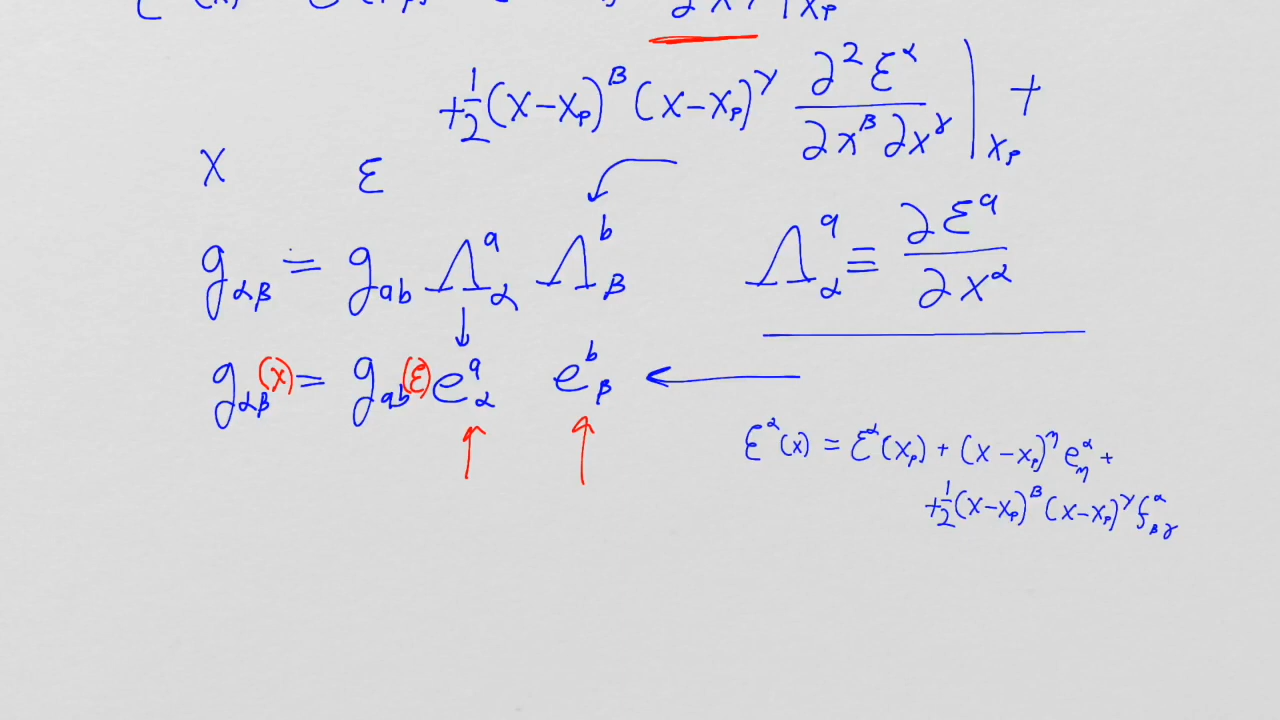 +½(x-x_p)^β (x-x_p)^γ ∂²ξ^α/∂x^β ∂x^γ |_{x_p} +
x ξ
g_{αβ} = g_{ab} Λ^a_α Λ^b_β Λ^a_α ≡ ∂ξ^a/∂x^α
g_{αβ}(x) = g_{ab}(ξ) e^a_α e^b_β
ξ^α(x) = ξ^α(x_p) + (x-x_p)^η e^α_η +
+½(x-x_p)^β (x-x_p)^γ f^α_{βγ}